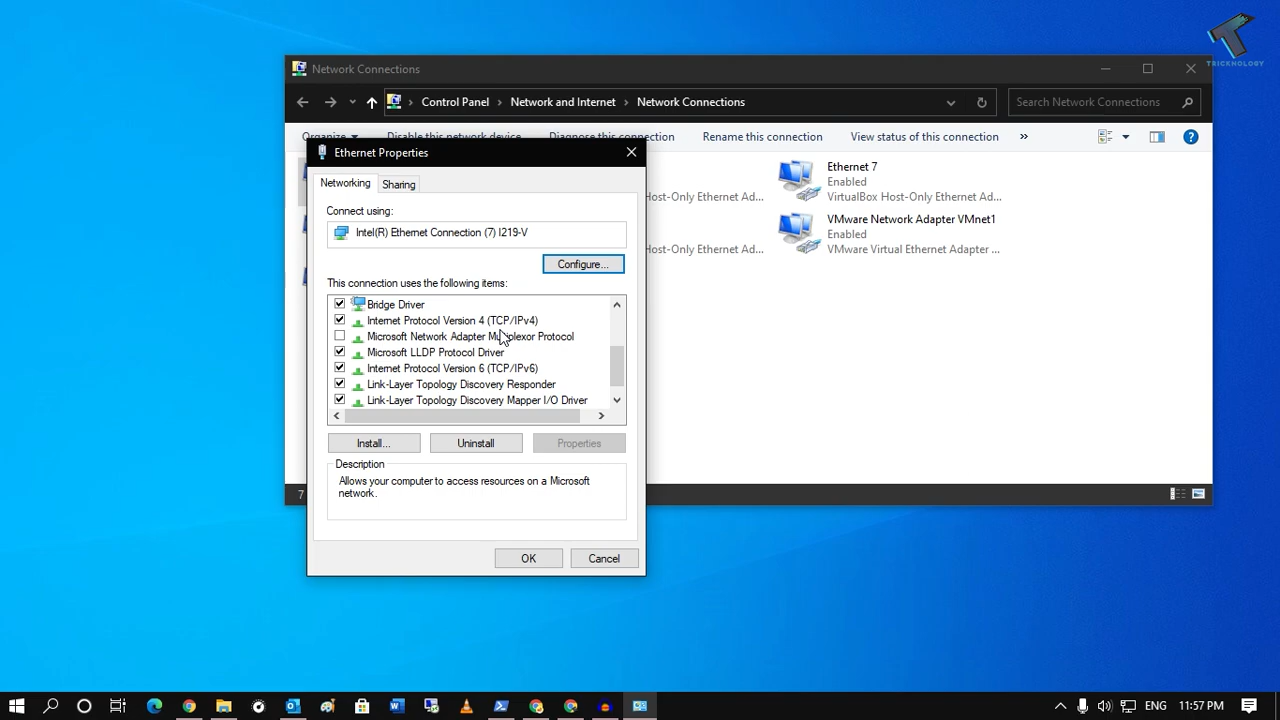 TRICKNOLOGY
Network Connections
Control Panel > Network and Internet > Network Connections
Search Network Connections
Organize Disable this network device Diagnose this connection Rename this connection View status of this connection »
Ethernet Properties
Ethernet 7
Enabled
Host-Only Ethernet Ad...
VirtualBox Host-Only Ethernet Ad...
VMware Network Adapter VMnet1
Enabled
Host-Only Ethernet Ad...
VMware Virtual Ethernet Adapter ...
Networking
Sharing
Connect using:
Intel(R) Ethernet Connection (7) I219-V
Configure...
This connection uses the following items:
Bridge Driver
Internet Protocol Version 4 (TCP/IPv4)
Microsoft Network Adapter Multiplexor Protocol
Microsoft LLDP Protocol Driver
Internet Protocol Version 6 (TCP/IPv6)
Link-Layer Topology Discovery Responder
Link-Layer Topology Discovery Mapper I/O Driver
Install...
Uninstall
Properties
Description
Allows your computer to access resources on a Microsoft
network.
7
OK
Cancel
ENG
11:57 PM